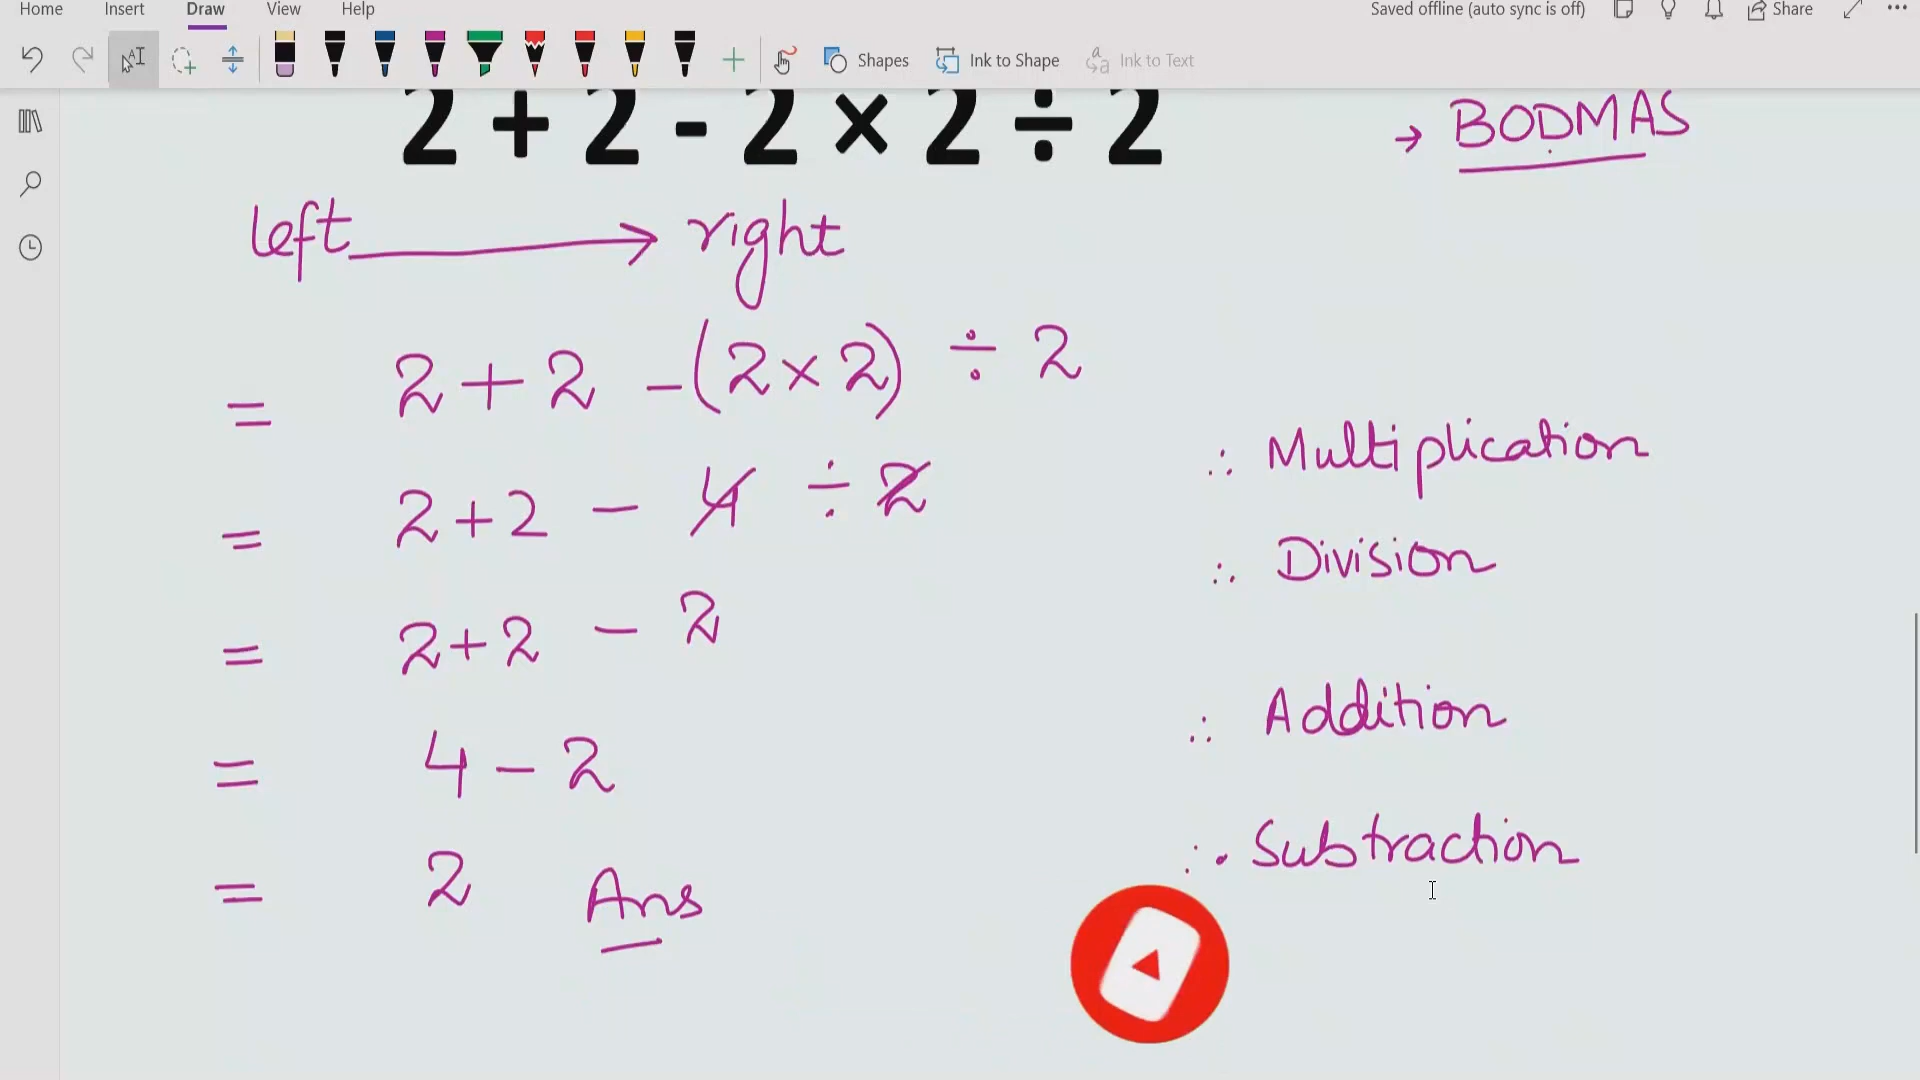 Home Insert Draw View Help Saved offline (auto sync is off) Share
Shapes Ink to Shape Ink to Text
2 + 2 - 2 × 2 ÷ 2
→ BODMAS
left → right
= 2 + 2 - (2 × 2) ÷ 2
∴ Multiplication
= 2 + 2 - 4 ÷ 2
∴ Division
= 2 + 2 - 2
∴ Addition
= 4 - 2
∴ Subtraction
= 2 Ans